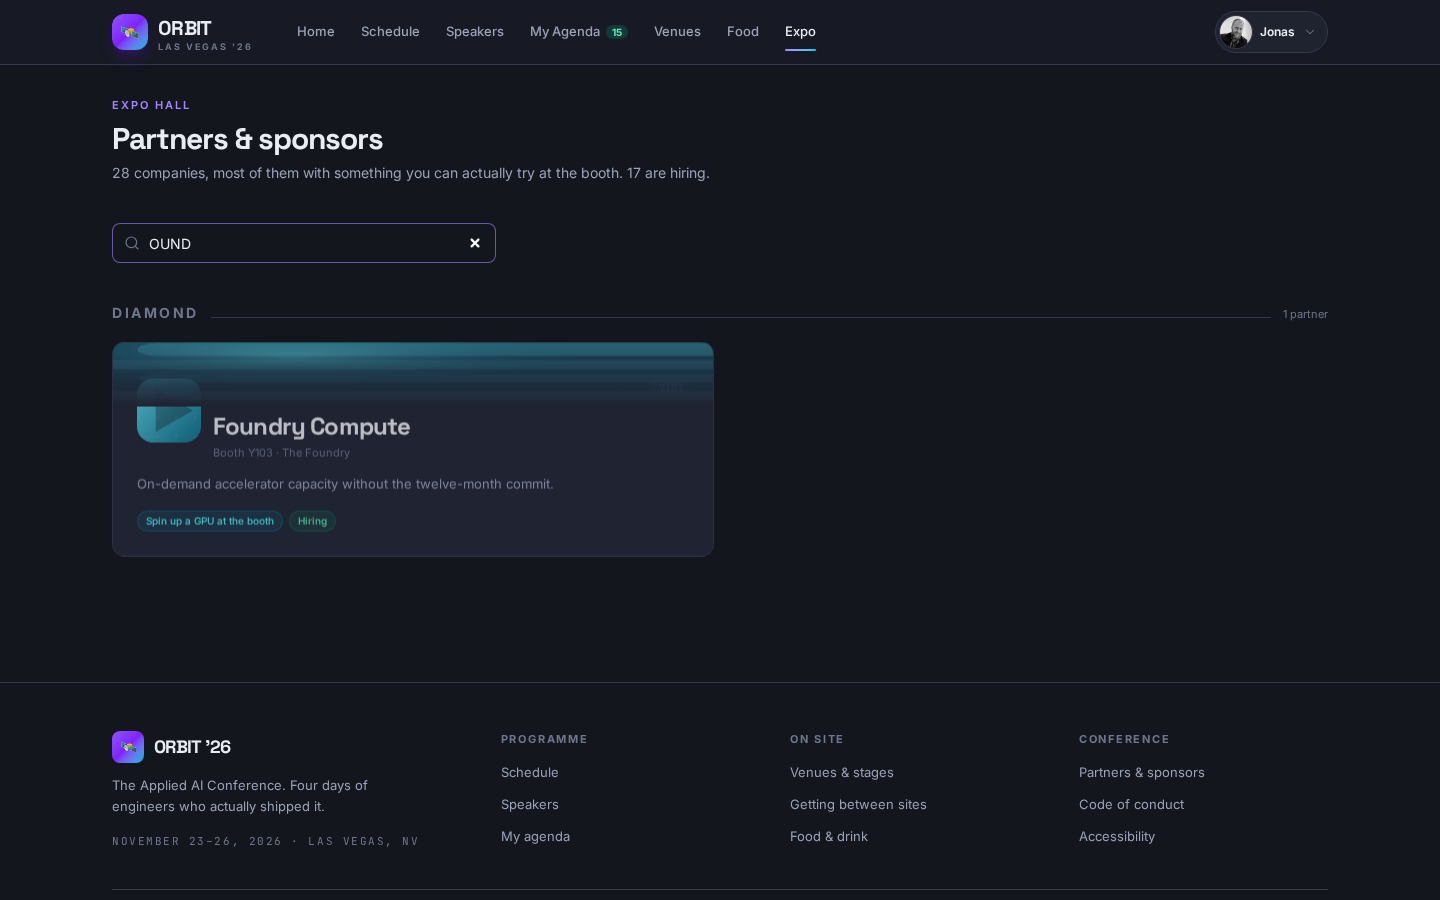 ORBIT
LAS VEGAS '26
Home
Schedule
Speakers
My Agenda 15
Venues
Food
Expo
Jonas
EXPO HALL
Partners & sponsors
28 companies, most of them with something you can actually try at the booth. 17 are hiring.
OUND
DIAMOND
1 partner
Foundry Compute
Booth Y103 · The Foundry
On-demand accelerator capacity without the twelve-month commit.
Spin up a GPU at the booth
Hiring
ORBIT '26
The Applied AI Conference. Four days of
engineers who actually shipped it.
NOVEMBER 23–26, 2026 · LAS VEGAS, NV
PROGRAMME
Schedule
Speakers
My agenda
ON SITE
Venues & stages
Getting between sites
Food & drink
CONFERENCE
Partners & sponsors
Code of conduct
Accessibility